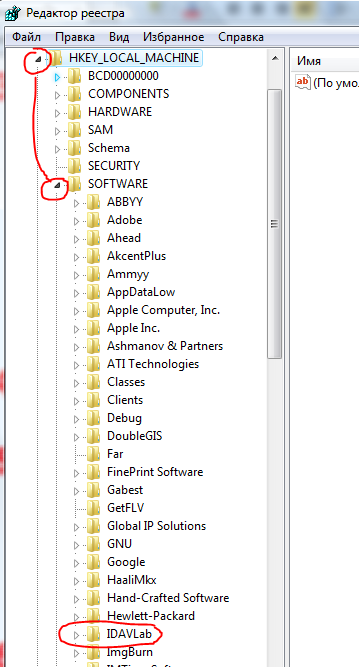 Редактор реестра
Файл Правка Вид Избранное Справка
HKEY_LOCAL_MACHINE
BCD00000000
COMPONENTS
HARDWARE
SAM
Schema
SECURITY
SOFTWARE
ABBYY
Adobe
Ahead
AkcentPlus
Ammyy
AppDataLow
Apple Computer, Inc.
Apple Inc.
Ashmanov & Partners
ATI Technologies
Classes
Clients
Debug
DoubleGIS
Far
FinePrint Software
Gabest
GetFLV
Global IP Solutions
GNU
Google
HaaliMkx
Hand-Crafted Software
Hewlett-Packard
IDAVLab
ImgBurn
Имя
ab (По умо